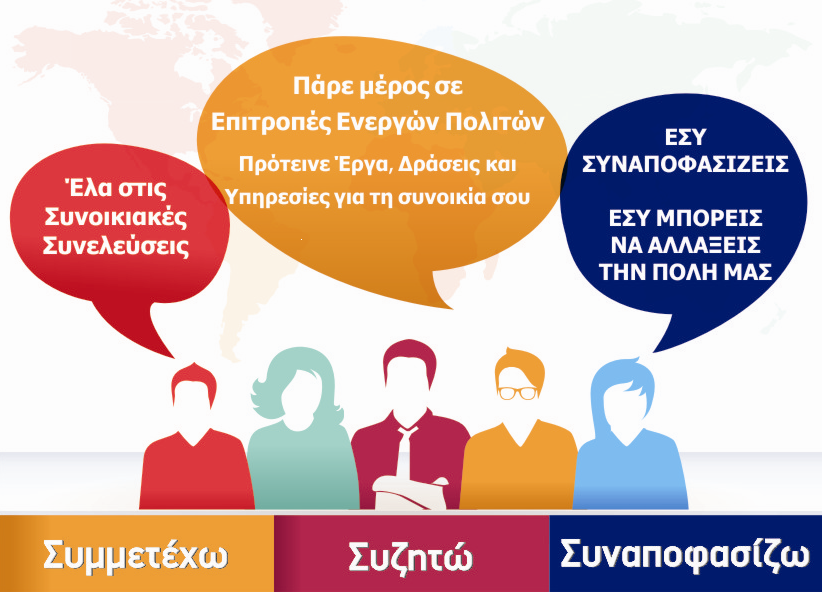 Έλα στις
Συνοικιακές
Συνελεύσεις
Πάρε μέρος σε
Επιτροπές Ενεργών Πολιτών
Πρότεινε Έργα, Δράσεις και
Υπηρεσίες για τη συνοικία σου
ΕΣΥ
ΣΥΝΑΠΟΦΑΣΙΖΕΙΣ
ΕΣΥ ΜΠΟΡΕΙΣ
ΝΑ ΑΛΛΑΞΕΙΣ
ΤΗΝ ΠΟΛΗ ΜΑΣ
Συμμετέχω
Συζητώ
Συναποφασίζω